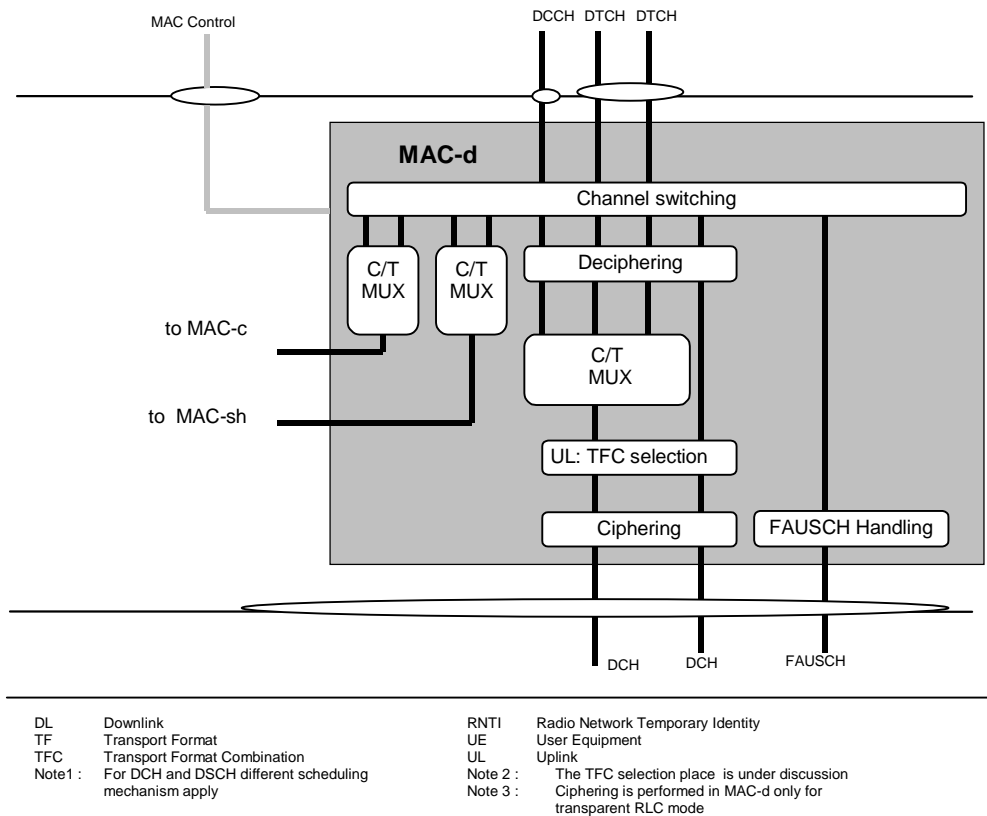 MAC Control
DCCH DTCH DTCH
MAC-d
Channel switching
C/T
MUX
C/T
MUX
Deciphering
to MAC-c
C/T
MUX
to MAC-sh
UL: TFC selection
Ciphering
FAUSCH Handling
DCH
DCH
FAUSCH
DL Downlink
TF Transport Format
TFC Transport Format Combination
Note1 : For DCH and DSCH different scheduling
mechanism apply
RNTI Radio Network Temporary Identity
UE User Equipment
UL Uplink
Note 2 : The TFC selection place is under discussion
Note 3 : Ciphering is performed in MAC-d only for
transparent RLC mode